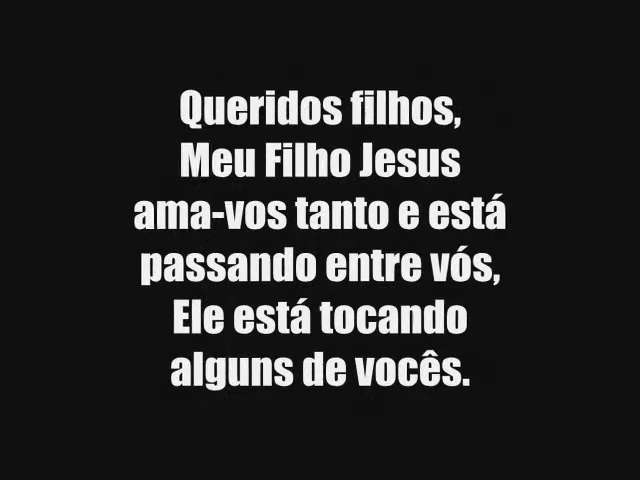 Queridos filhos,
Meu Filho Jesus
ama-vos tanto e está
passando entre vós,
Ele está tocando
alguns de vocês.